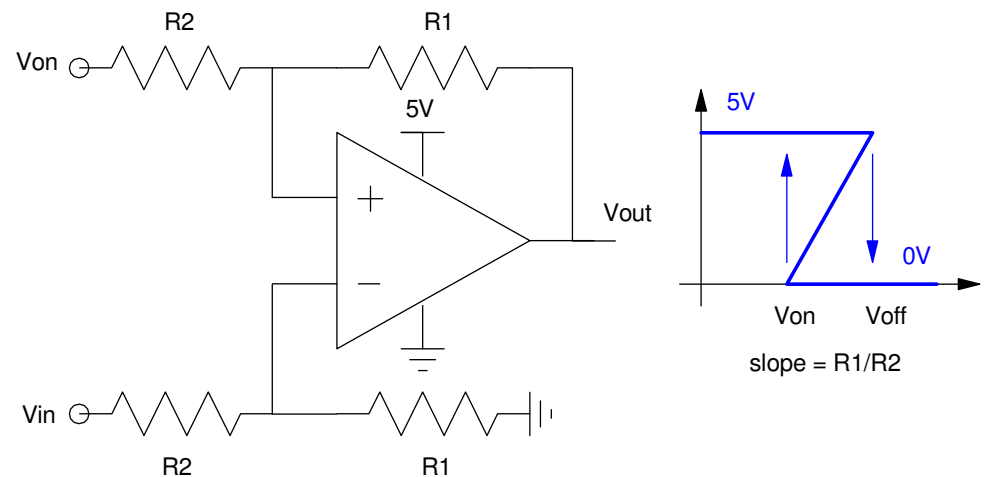 R2
R1
Von
5V
+
Vout
−
Vin
R2
R1
5V
0V
Von
Voff
slope = R1/R2